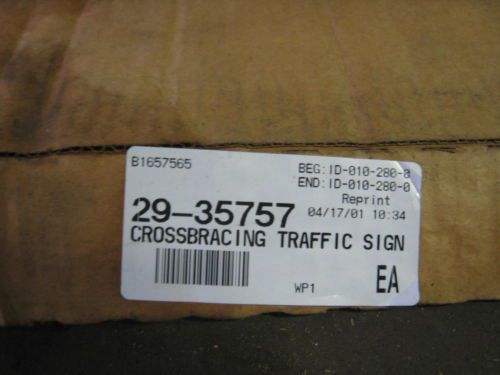 B1657565
BEG:ID-010-280-0
END:ID-010-280-0
Reprint
29-35757 04/17/01 10:34
CROSSBRACING TRAFFIC SIGN
WP1 EA